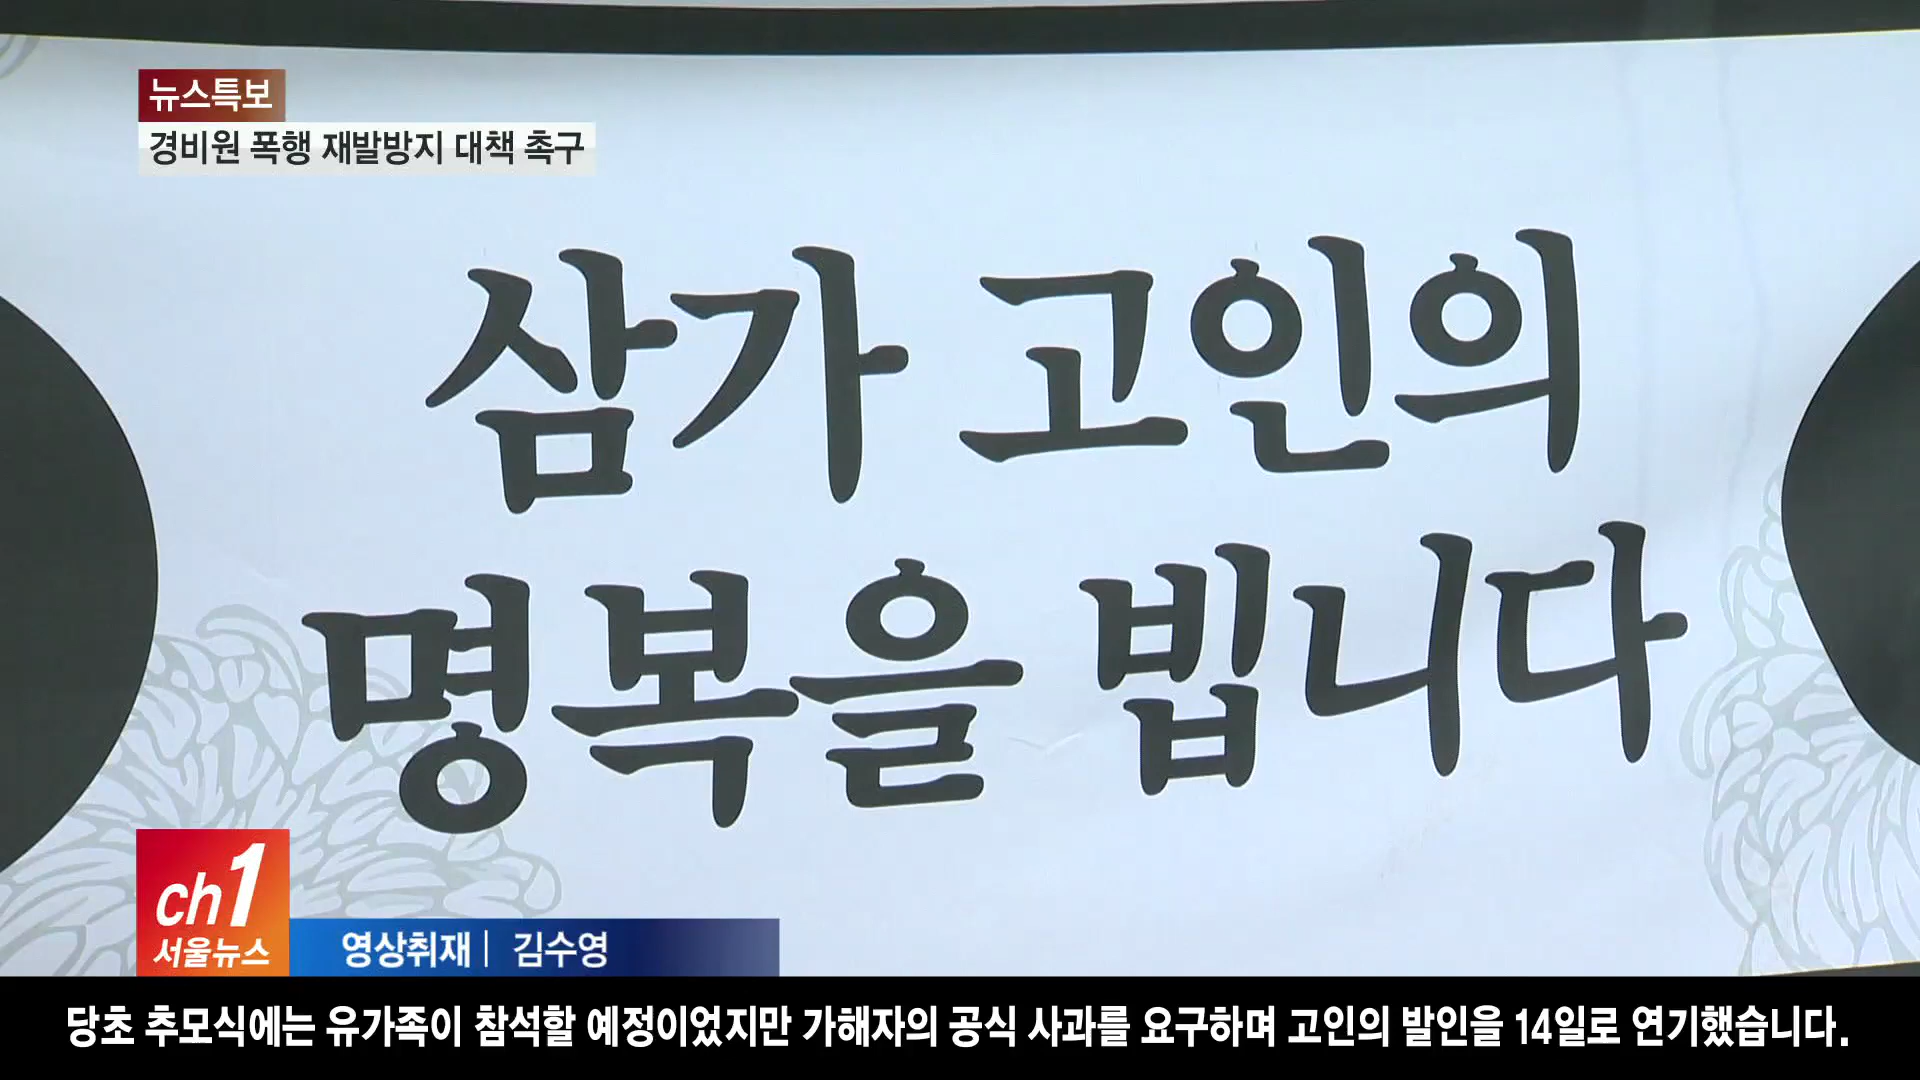 뉴스특보
경비원 폭행 재발방지 대책 촉구
삼가 고인의
명복을 빕니다
ch1
서울뉴스
영상취재 | 김수영
당초 추모식에는 유가족이 참석할 예정이었지만 가해자의 공식 사과를 요구하며 고인의 발인을 14일로 연기했습니다.